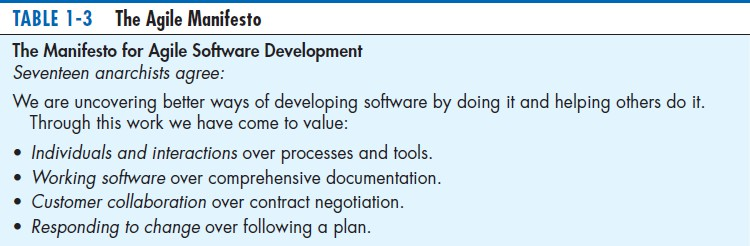 TABLE 1-3 The Agile Manifesto
The Manifesto for Agile Software Development
Seventeen anarchists agree:
We are uncovering better ways of developing software by doing it and helping others do it.
Through this work we have come to value:
• Individuals and interactions over processes and tools.
• Working software over comprehensive documentation.
• Customer collaboration over contract negotiation.
• Responding to change over following a plan.